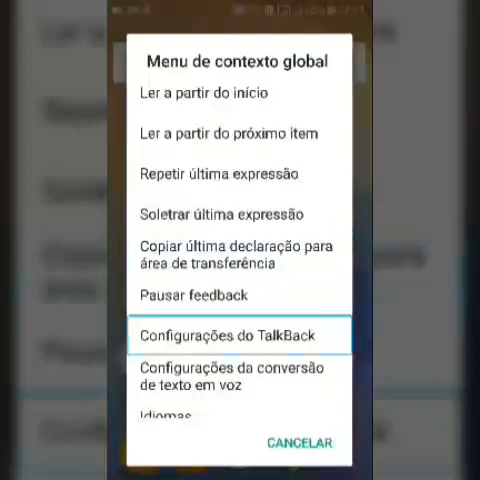 Menu de contexto global
Ler a partir do início
Ler a partir do próximo item
Repetir última expressão
Soletrar última expressão
Copiar última declaração para
área de transferência
Pausar feedback
Configurações do TalkBack
Configurações da conversão
de texto em voz
Idiomas
CANCELAR